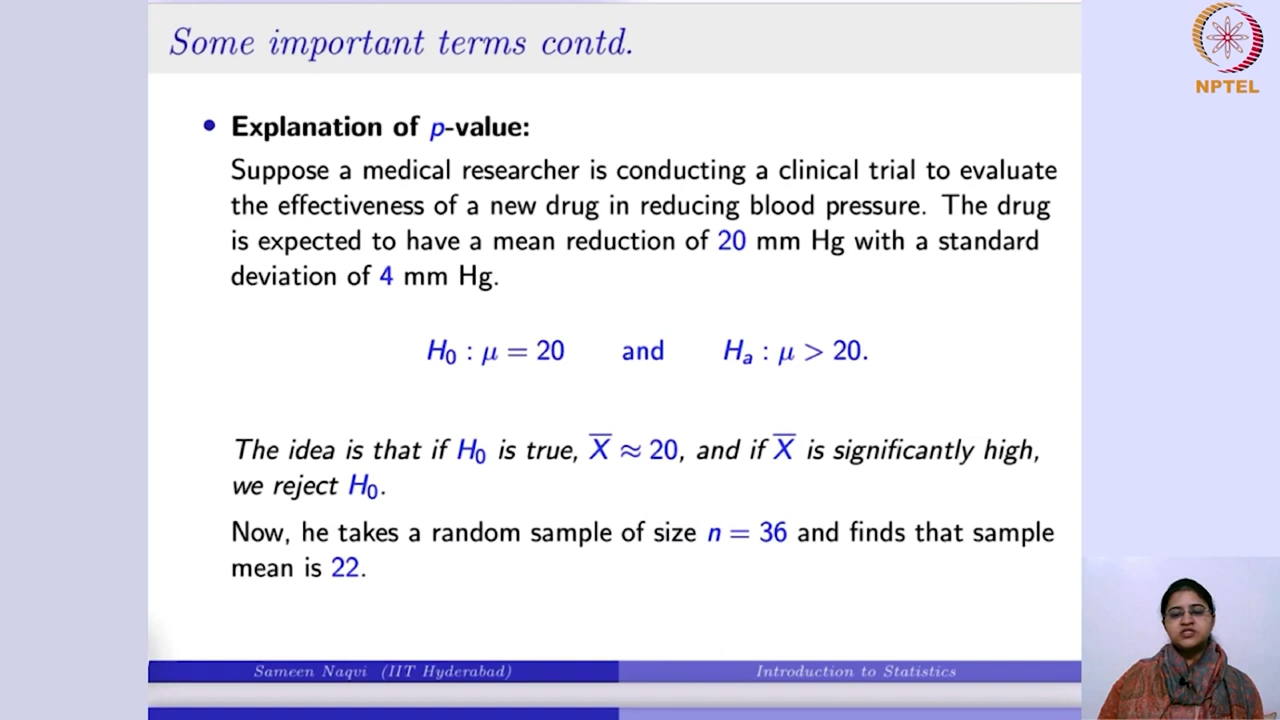 Some important terms contd.
NPTEL
• Explanation of p-value:
Suppose a medical researcher is conducting a clinical trial to evaluate
the effectiveness of a new drug in reducing blood pressure. The drug
is expected to have a mean reduction of 20 mm Hg with a standard
deviation of 4 mm Hg.
H₀ : μ = 20 and Hₐ : μ > 20.
The idea is that if H₀ is true, X̅ ≈ 20, and if X̅ is significantly high,
we reject H₀.
Now, he takes a random sample of size n = 36 and finds that sample
mean is 22.
Sameen Naqvi (IIT Hyderabad) Introduction to Statistics